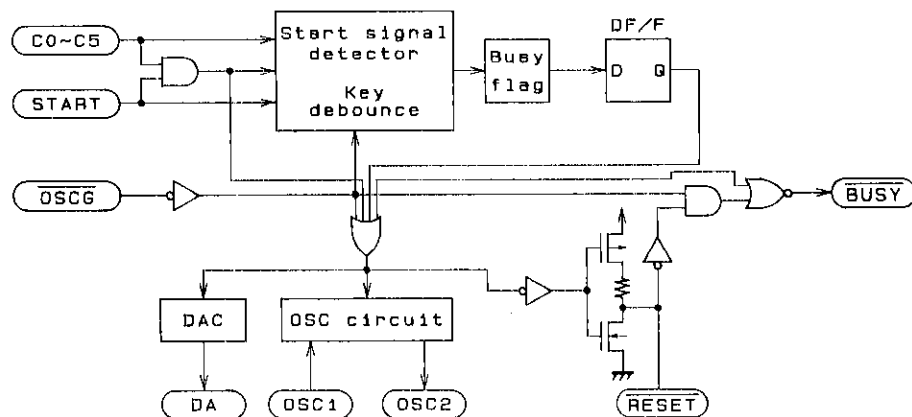 C0~C5
START
Start signal
detector
Key
debounce
Busy
flag
DF/F
D Q
OSCG
BUSY
DAC
OSC circuit
DA
OSC1
OSC2
RESET